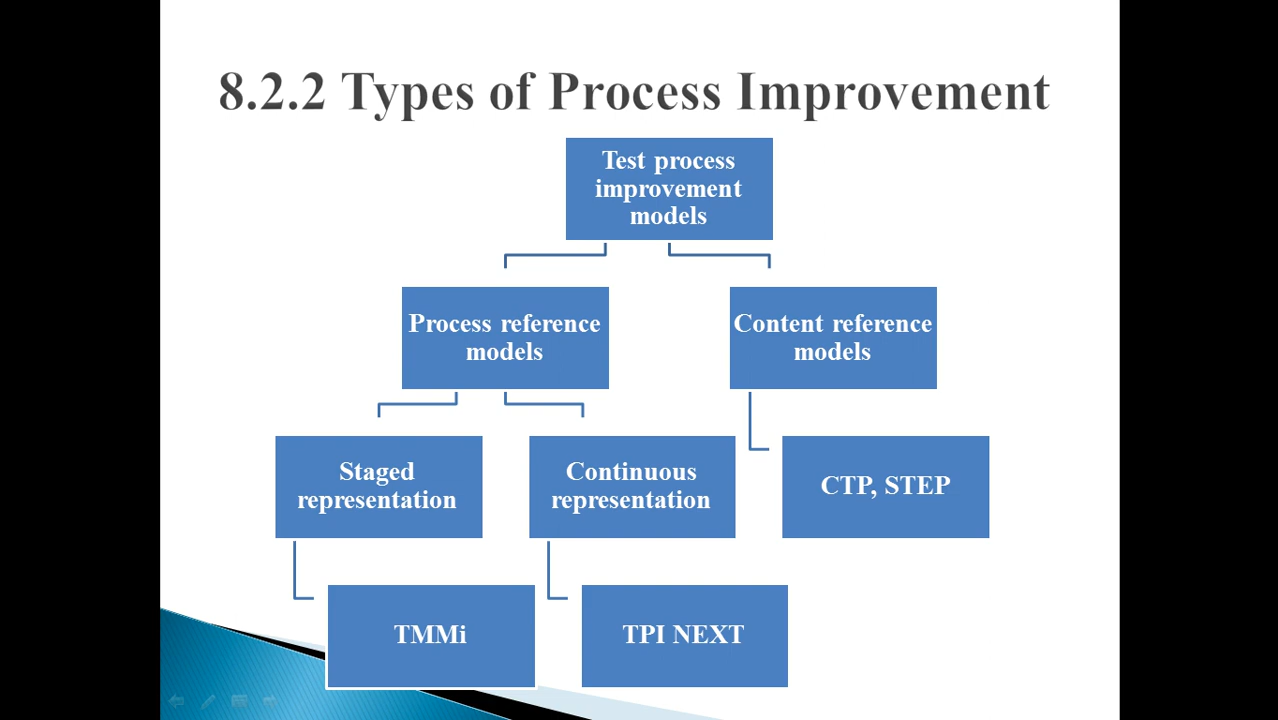 8.2.2 Types of Process Improvement
Test process
improvement
models
Process reference
models
Content reference
models
Staged
representation
Continuous
representation
CTP, STEP
TMMi
TPI NEXT